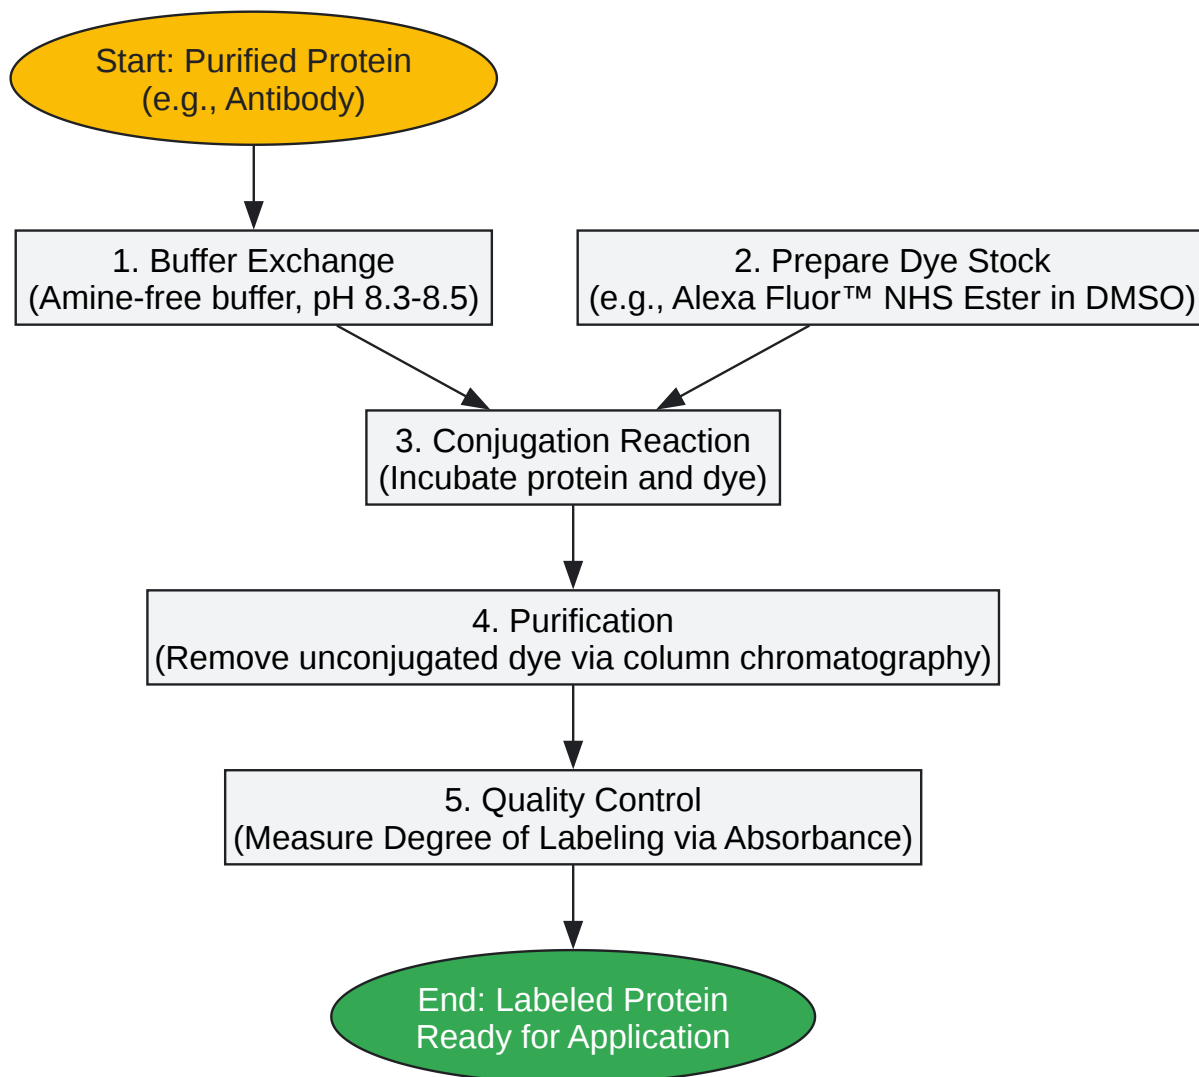 Start: Purified Protein
(e.g., Antibody)
1. Buffer Exchange
(Amine-free buffer, pH 8.3-8.5)
2. Prepare Dye Stock
(e.g., Alexa Fluor™ NHS Ester in DMSO)
3. Conjugation Reaction
(Incubate protein and dye)
4. Purification
(Remove unconjugated dye via column chromatography)
5. Quality Control
(Measure Degree of Labeling via Absorbance)
End: Labeled Protein
Ready for Application